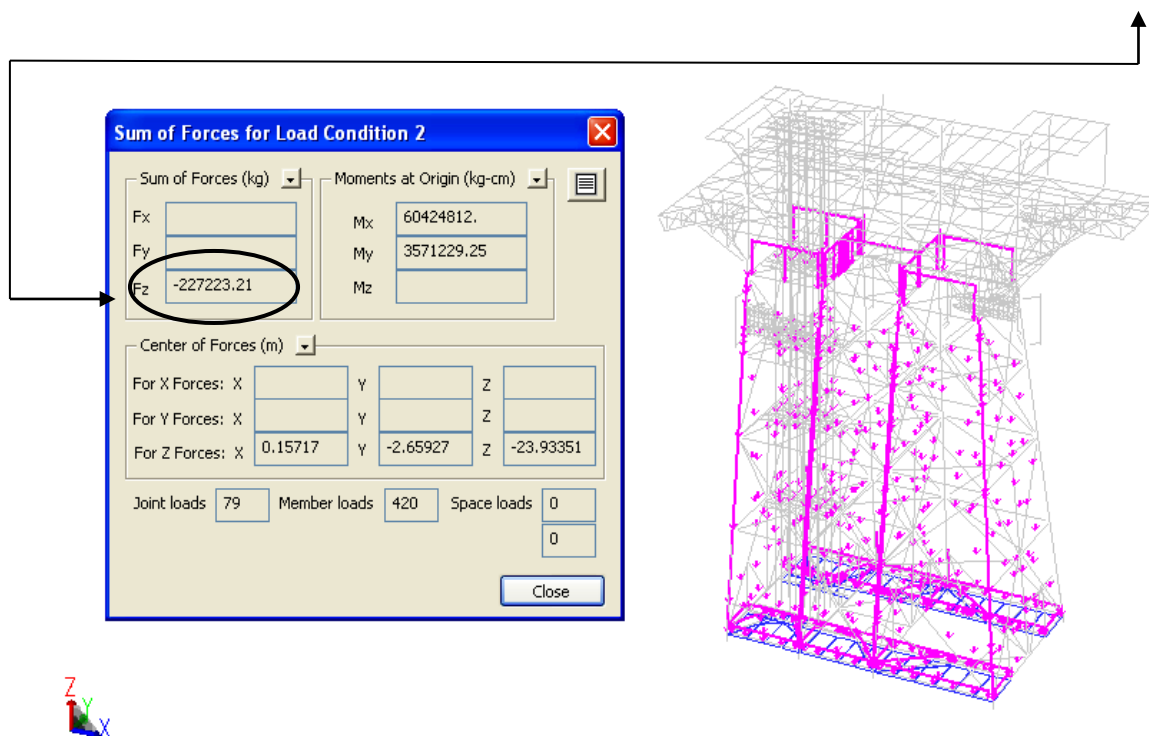 Sum of Forces for Load Condition 2
Sum of Forces (kg)
Moments at Origin (kg-cm)
Fx
Mx 60424812.
Fy
My 3571229.25
Fz -227223.21
Mz
Center of Forces (m)
For X Forces: X Y Z
For Y Forces: X Y Z
For Z Forces: X 0.15717 Y -2.65927 Z -23.93351
Joint loads 79 Member loads 420 Space loads 0
0
Close
Z
Y
X